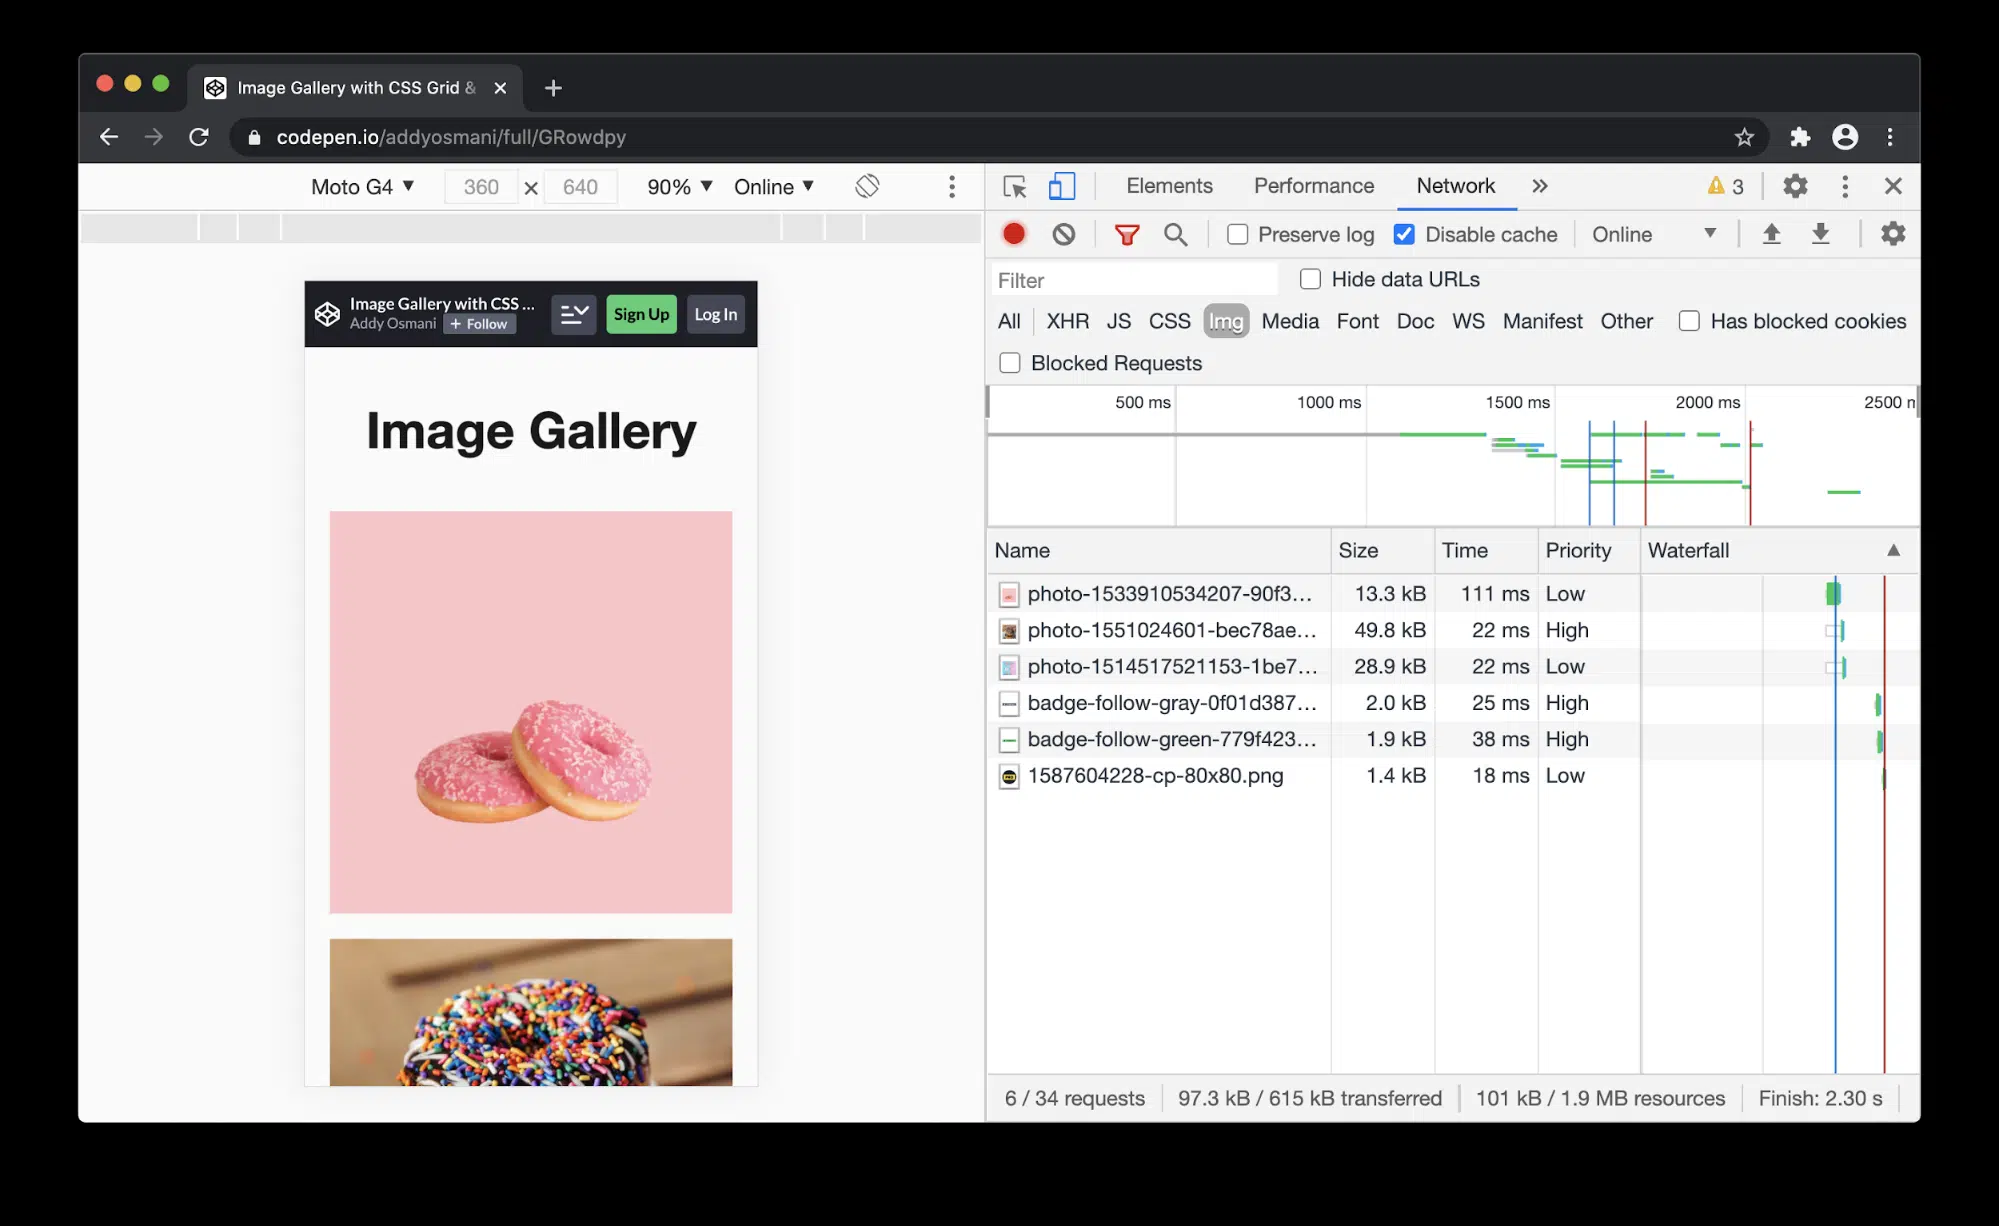 Image Gallery with CSS Grid &
codepen.io/addyosmani/full/GRowdpy
Moto G4 360 × 640 90% Online
Elements Performance Network » 3
Preserve log Disable cache Online
Filter Hide data URLs
All XHR JS CSS Img Media Font Doc WS Manifest Other Has blocked cookies
Blocked Requests
Image Gallery with CSS ...
Addy Osmani + Follow
Sign Up Log In
Image Gallery
500 ms 1000 ms 1500 ms 2000 ms 2500 m
Name Size Time Priority Waterfall
photo-1533910534207-90f3… 13.3 kB 111 ms Low
photo-1551024601-bec78ae… 49.8 kB 22 ms High
photo-1514517521153-1be7… 28.9 kB 22 ms Low
badge-follow-gray-0f01d387… 2.0 kB 25 ms High
badge-follow-green-779f423… 1.9 kB 38 ms High
1587604228-cp-80x80.png 1.4 kB 18 ms Low
6 / 34 requests 97.3 kB / 615 kB transferred 101 kB / 1.9 MB resources Finish: 2.30 s